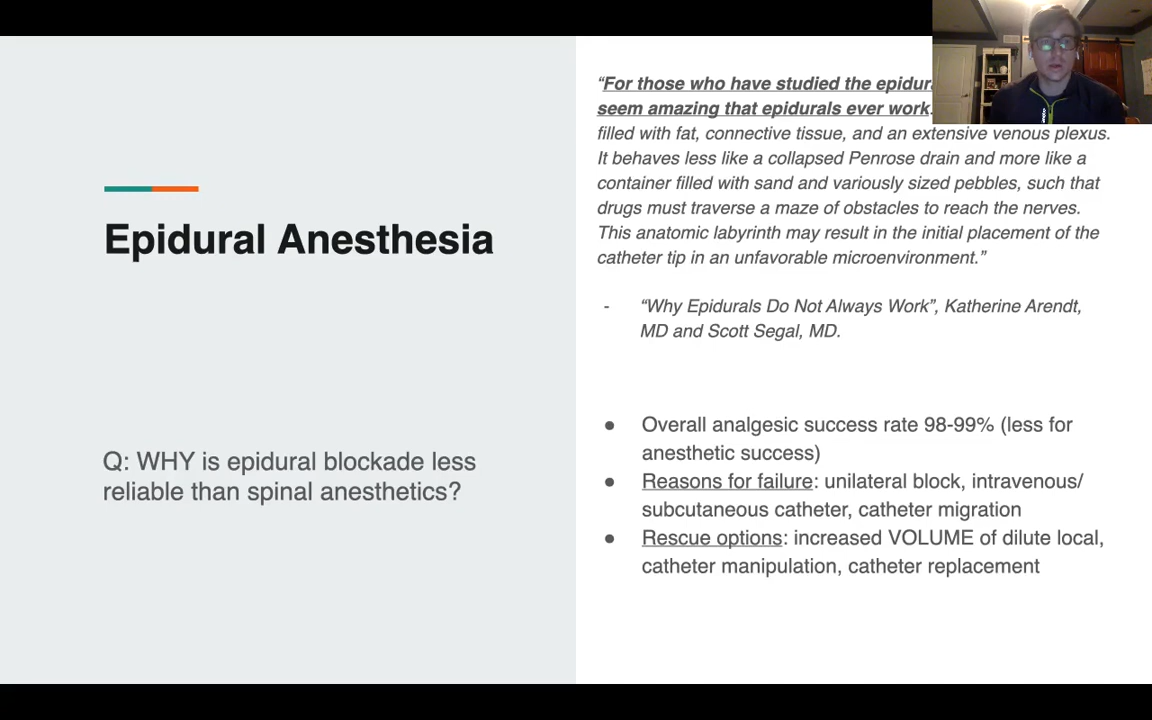 Epidural Anesthesia
Q: WHY is epidural blockade less
reliable than spinal anesthetics?
“For those who have studied the
seem amazing that epidurals ever work
filled with fat, connective tissue, and an extensive venous plexus.
It behaves less like a collapsed Penrose drain and more like a
container filled with sand and variously sized pebbles, such that
drugs must traverse a maze of obstacles to reach the nerves.
This anatomic labyrinth may result in the initial placement of the
catheter tip in an unfavorable microenvironment.”
- “Why Epidurals Do Not Always Work”, Katherine Arendt,
MD and Scott Segal, MD.
● Overall analgesic success rate 98-99% (less for
anesthetic success)
● Reasons for failure: unilateral block, intravenous/
subcutaneous catheter, catheter migration
● Rescue options: increased VOLUME of dilute local,
catheter manipulation, catheter replacement